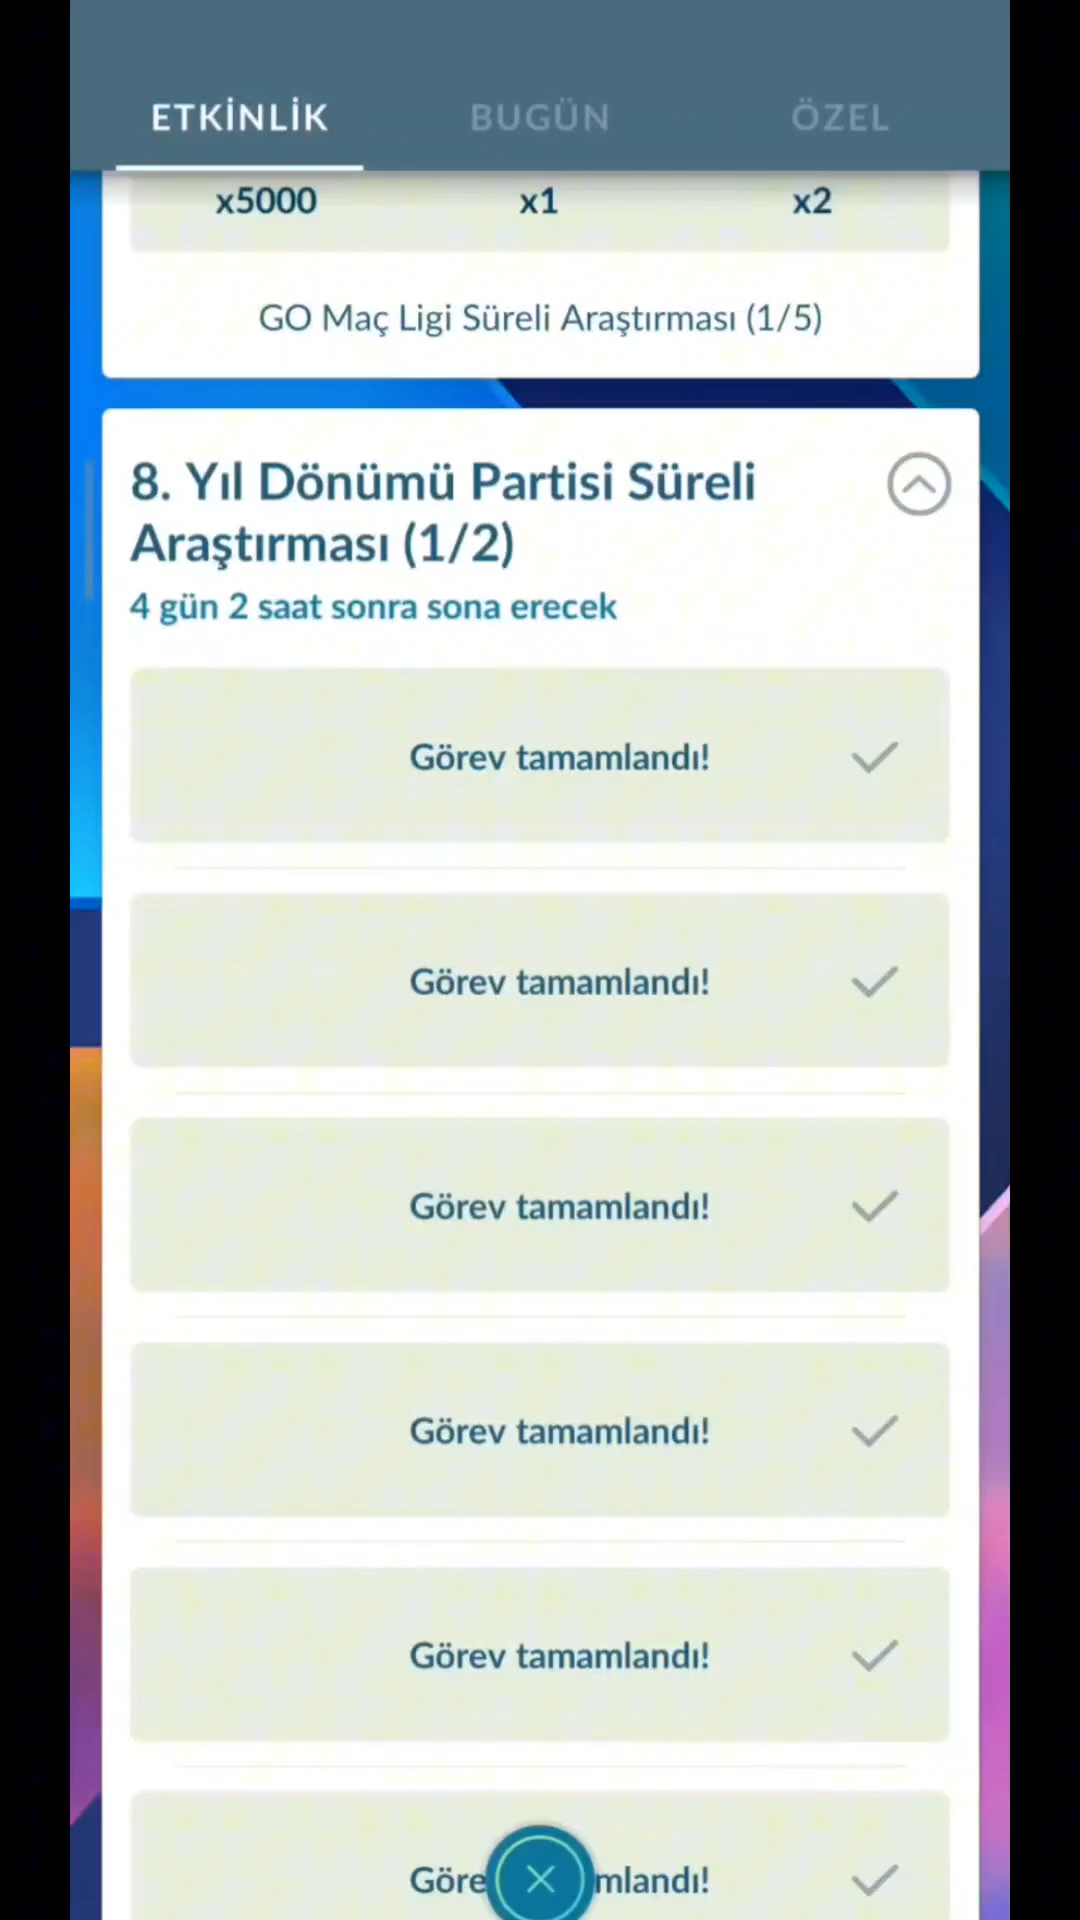 ETKİNLİK BUGÜN ÖZEL
x5000 x1 x2
GO Maç Ligi Süreli Araştırması (1/5)
8. Yıl Dönümü Partisi Süreli
Araştırması (1/2)
4 gün 2 saat sonra sona erecek
Görev tamamlandı!
Görev tamamlandı!
Görev tamamlandı!
Görev tamamlandı!
Görev tamamlandı!
Göre mlandı!